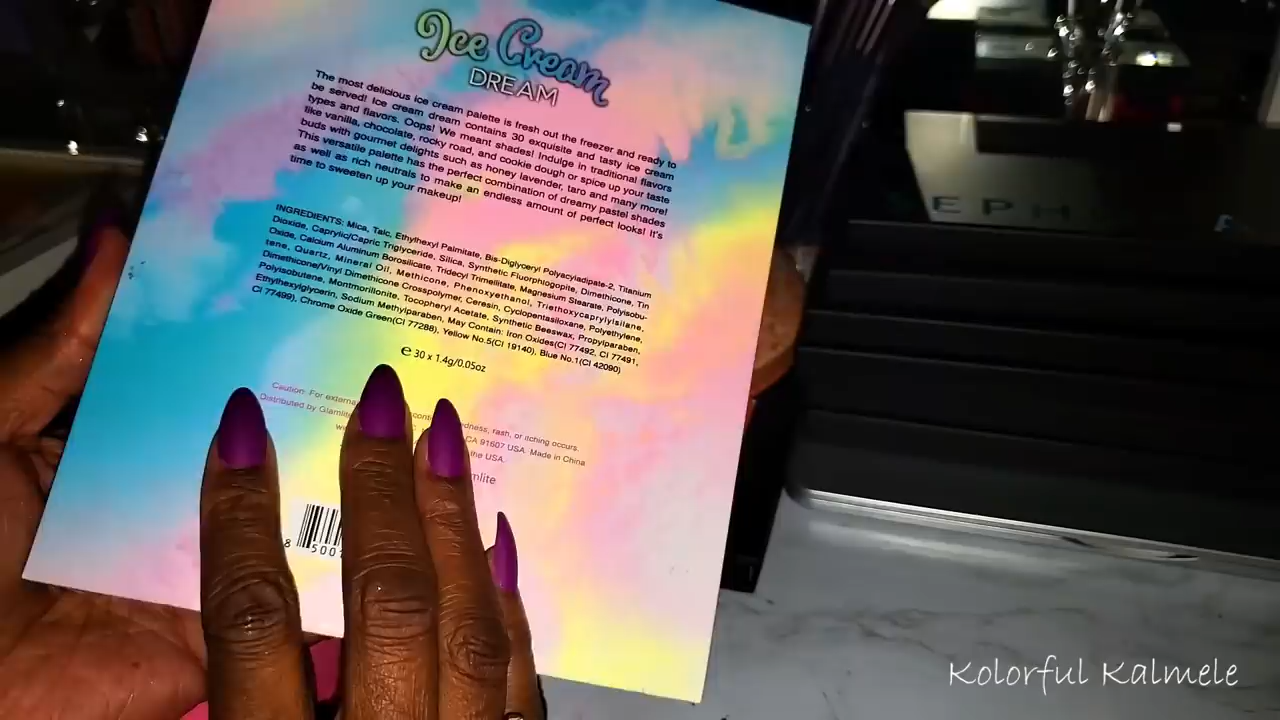 Ice Cream
DREAM
The most delicious ice cream palette is fresh out the freezer and ready to
be served! Ice cream dream contains 30 exquisite and tasty ice cream
types and flavors. Oops! We meant shades! Indulge in traditional flavors
like vanilla, chocolate, rocky road, and cookie dough or spice up your taste
buds with gourmet delights such as honey lavender, taro and many more!
This versatile palette has the perfect combination of dreamy pastel shades
as well as rich neutrals to make an endless amount of perfect looks! It's
time to sweeten up your makeup!
INGREDIENTS: Mica, Talc, Ethylhexyl Palmitate, Bis-Diglyceryl Polyacyladipate-2, Titanium
Dioxide, Caprylic/Capric Triglyceride, Silica, Synthetic Fluorphlogopite, Dimethicone, Tin
Oxide, Calcium Aluminum Borosilicate, Tridecyl Trimellitate, Magnesium Stearate, Polyisobu-
tene, Quartz, Mineral Oil, Methicone, Phenoxyethanol, Triethoxycaprylylsilane,
Dimethicone/Vinyl Dimethicone Crosspolymer, Ceresin, Cyclopentasiloxane, Polyethylene,
Polyisobutene, Montmorillonite, Tocopheryl Acetate, Synthetic Beeswax, Propylparaben,
Ethylhexylglycerin, Sodium Methylparaben, May Contain: Iron Oxides(CI 77492, CI 77491,
CI 77499), Chrome Oxide Green(CI 77288), Yellow No.5(CI 19140), Blue No.1(CI 42090)
℮ 30 x 1.4g/0.05oz
Caution: For external rash, or itching occurs.
Distributed by Glamlite CA 91607 USA. Made in China
the USA.
8 500
EPH
Kolorful Kalmele